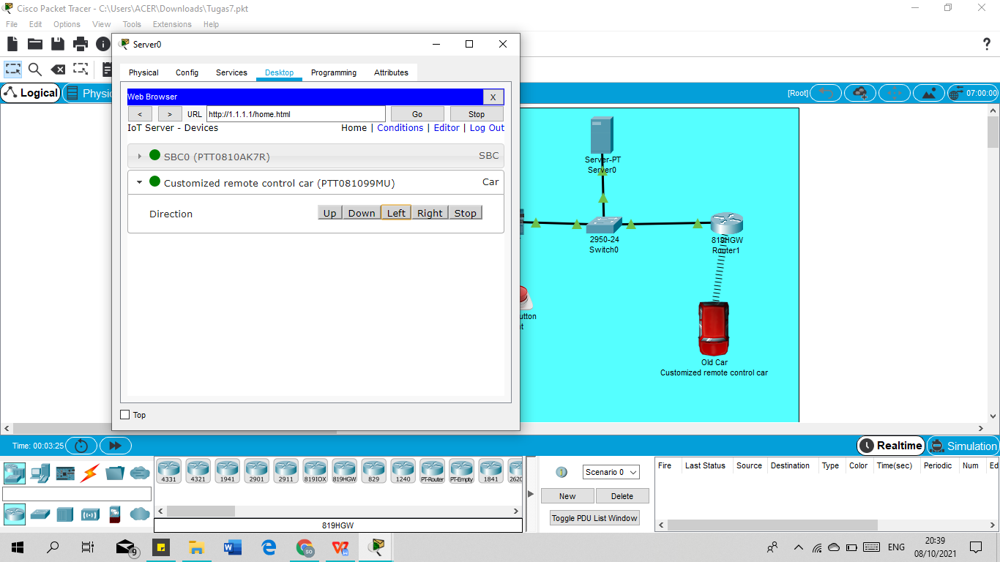 Cisco Packet Tracer - C:\Users\ACER\Downloads\Tugas7.pkt
File Edit Options View Tools Extensions Help
Server0
Physical Config Services Desktop Programming Attributes
Web Browser X
< > URL http://1.1.1.1/home.html Go Stop
IoT Server - Devices Home | Conditions | Editor | Log Out
SBC0 (PTT0810AK7R) SBC
Customized remote control car (PTT081099MU) Car
Direction Up Down Left Right Stop
Top
Logical
[Root] 07:00:00
Server-PT
Server0
2950-24
Switch0
819HGW
Router1
Old Car
Customized remote control car
Time: 00:03:25 Realtime Simulation
4331 4321 1941 2901 2911 819IOX 819HGW 829 1240 PT-Router PT-Empty 1841
819HGW
Scenario 0
New Delete
Toggle PDU List Window
Fire Last Status Source Destination Type Color Time(sec) Periodic Num
9
ENG
20:39
08/10/2021